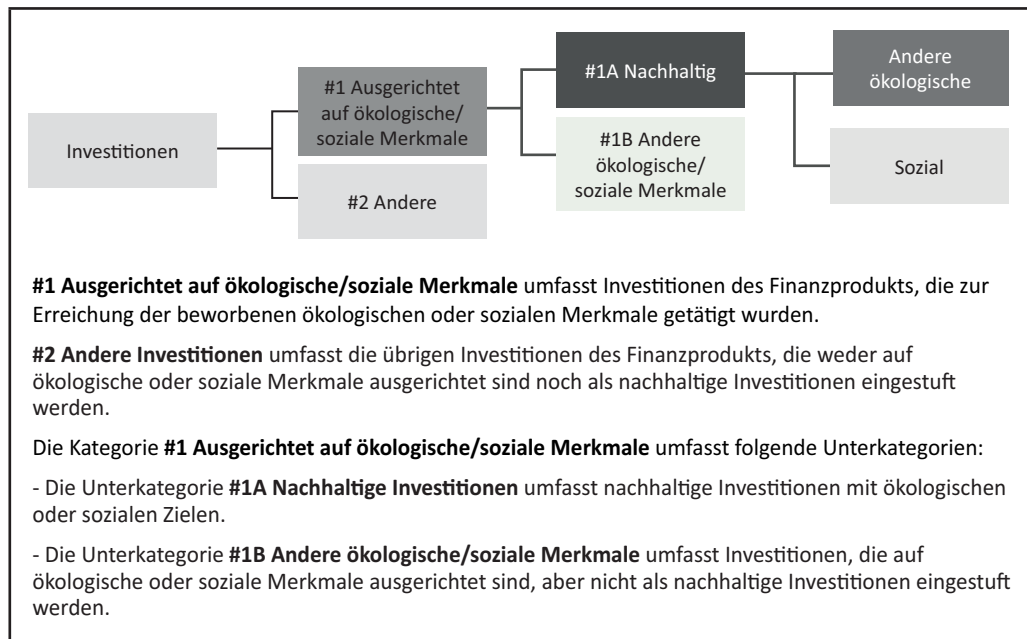 Investitionen
#1 Ausgerichtet
auf ökologische/
soziale Merkmale
#2 Andere
#1A Nachhaltig
#1B Andere
ökologische/
soziale Merkmale
Andere
ökologische
Sozial
#1 Ausgerichtet auf ökologische/soziale Merkmale umfasst Investitionen des Finanzprodukts, die zur
Erreichung der beworbenen ökologischen oder sozialen Merkmale getätigt wurden.
#2 Andere Investitionen umfasst die übrigen Investitionen des Finanzprodukts, die weder auf
ökologische oder soziale Merkmale ausgerichtet sind noch als nachhaltige Investitionen eingestuft
werden.
Die Kategorie #1 Ausgerichtet auf ökologische/soziale Merkmale umfasst folgende Unterkategorien:
- Die Unterkategorie #1A Nachhaltige Investitionen umfasst nachhaltige Investitionen mit ökologischen
oder sozialen Zielen.
- Die Unterkategorie #1B Andere ökologische/soziale Merkmale umfasst Investitionen, die auf
ökologische oder soziale Merkmale ausgerichtet sind, aber nicht als nachhaltige Investitionen eingestuft
werden.